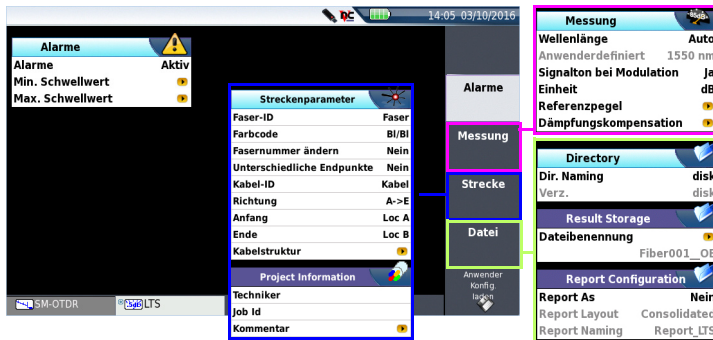 14:05 03/10/2016
Alarme
Alarme Aktiv
Min. Schwellwert
Max. Schwellwert
Streckenparameter
Faser-ID Faser
Farbcode Bl/Bl
Fasernummer ändern Nein
Unterschiedliche Endpunkte Nein
Kabel-ID Kabel
Richtung A->E
Anfang Loc A
Ende Loc B
Kabelstruktur
Project Information
Techniker
Job Id
Kommentar
Alarme
Messung
Strecke
Datei
Anwender
Konfig.
laden
SM-OTDR
LTS
Messung
Wellenlänge Auto
Anwenderdefiniert 1550 nm
Signalton bei Modulation Ja
Einheit dB
Referenzpegel
Dämpfungskompensation
Directory
Dir. Naming disk
Verz. disk
Result Storage
Dateibenennung
Fiber001__OE
Report Configuration
Report As Nein
Report Layout Consolidated
Report Naming Report_LTS